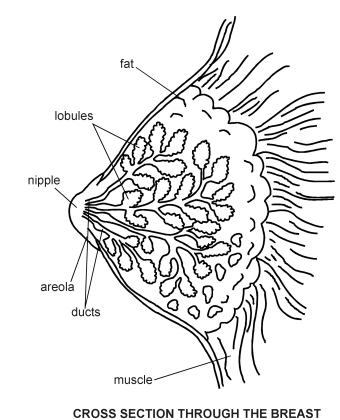 fat
lobules
nipple
areola
ducts
muscle
CROSS SECTION THROUGH THE BREAST